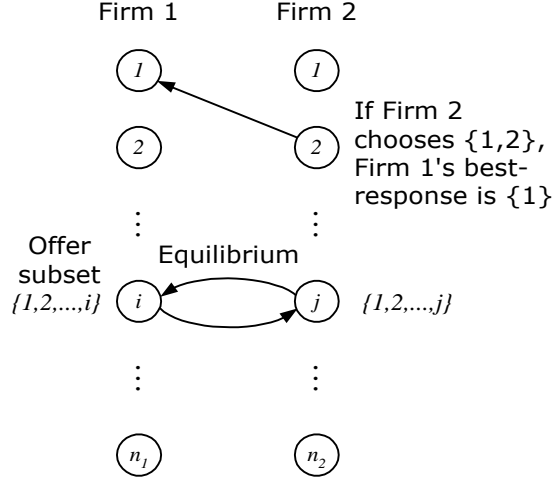 Firm 1 Firm 2
1 1
If Firm 2
chooses {1,2},
Firm 1's best-
response is {1}
2 2
⋮ ⋮
Offer
subset
{1,2,...,i}
Equilibrium
i j
{1,2,...,j}
⋮ ⋮
n₁ n₂